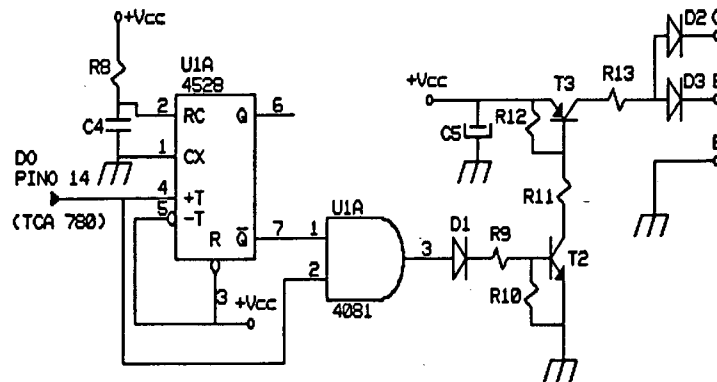 +Vcc
R8
C4
U1A
4528
2
RC
Q
6
1
CX
DO
PINO 14
(TCA 780)
4
+T
5
-T
R
Q
7
3
+Vcc
U1A
1
2
3
4081
D1
R9
R10
T2
R11
+Vcc
C5
R12
T3
R13
D2
D3
E